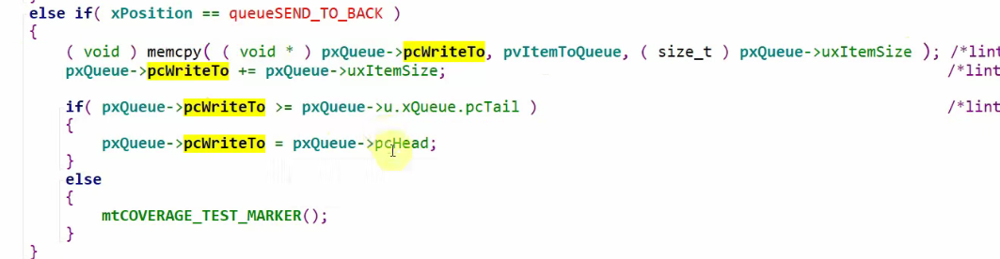 else if( xPosition == queueSEND_TO_BACK )
{
( void ) memcpy( ( void * ) pxQueue->pcWriteTo, pvItemToQueue, ( size_t ) pxQueue->uxItemSize ); /*lint
pxQueue->pcWriteTo += pxQueue->uxItemSize; /*lint
if( pxQueue->pcWriteTo >= pxQueue->u.xQueue.pcTail ) /*lint
{
pxQueue->pcWriteTo = pxQueue->pcHead;
}
else
{
mtCOVERAGE_TEST_MARKER();
}
}